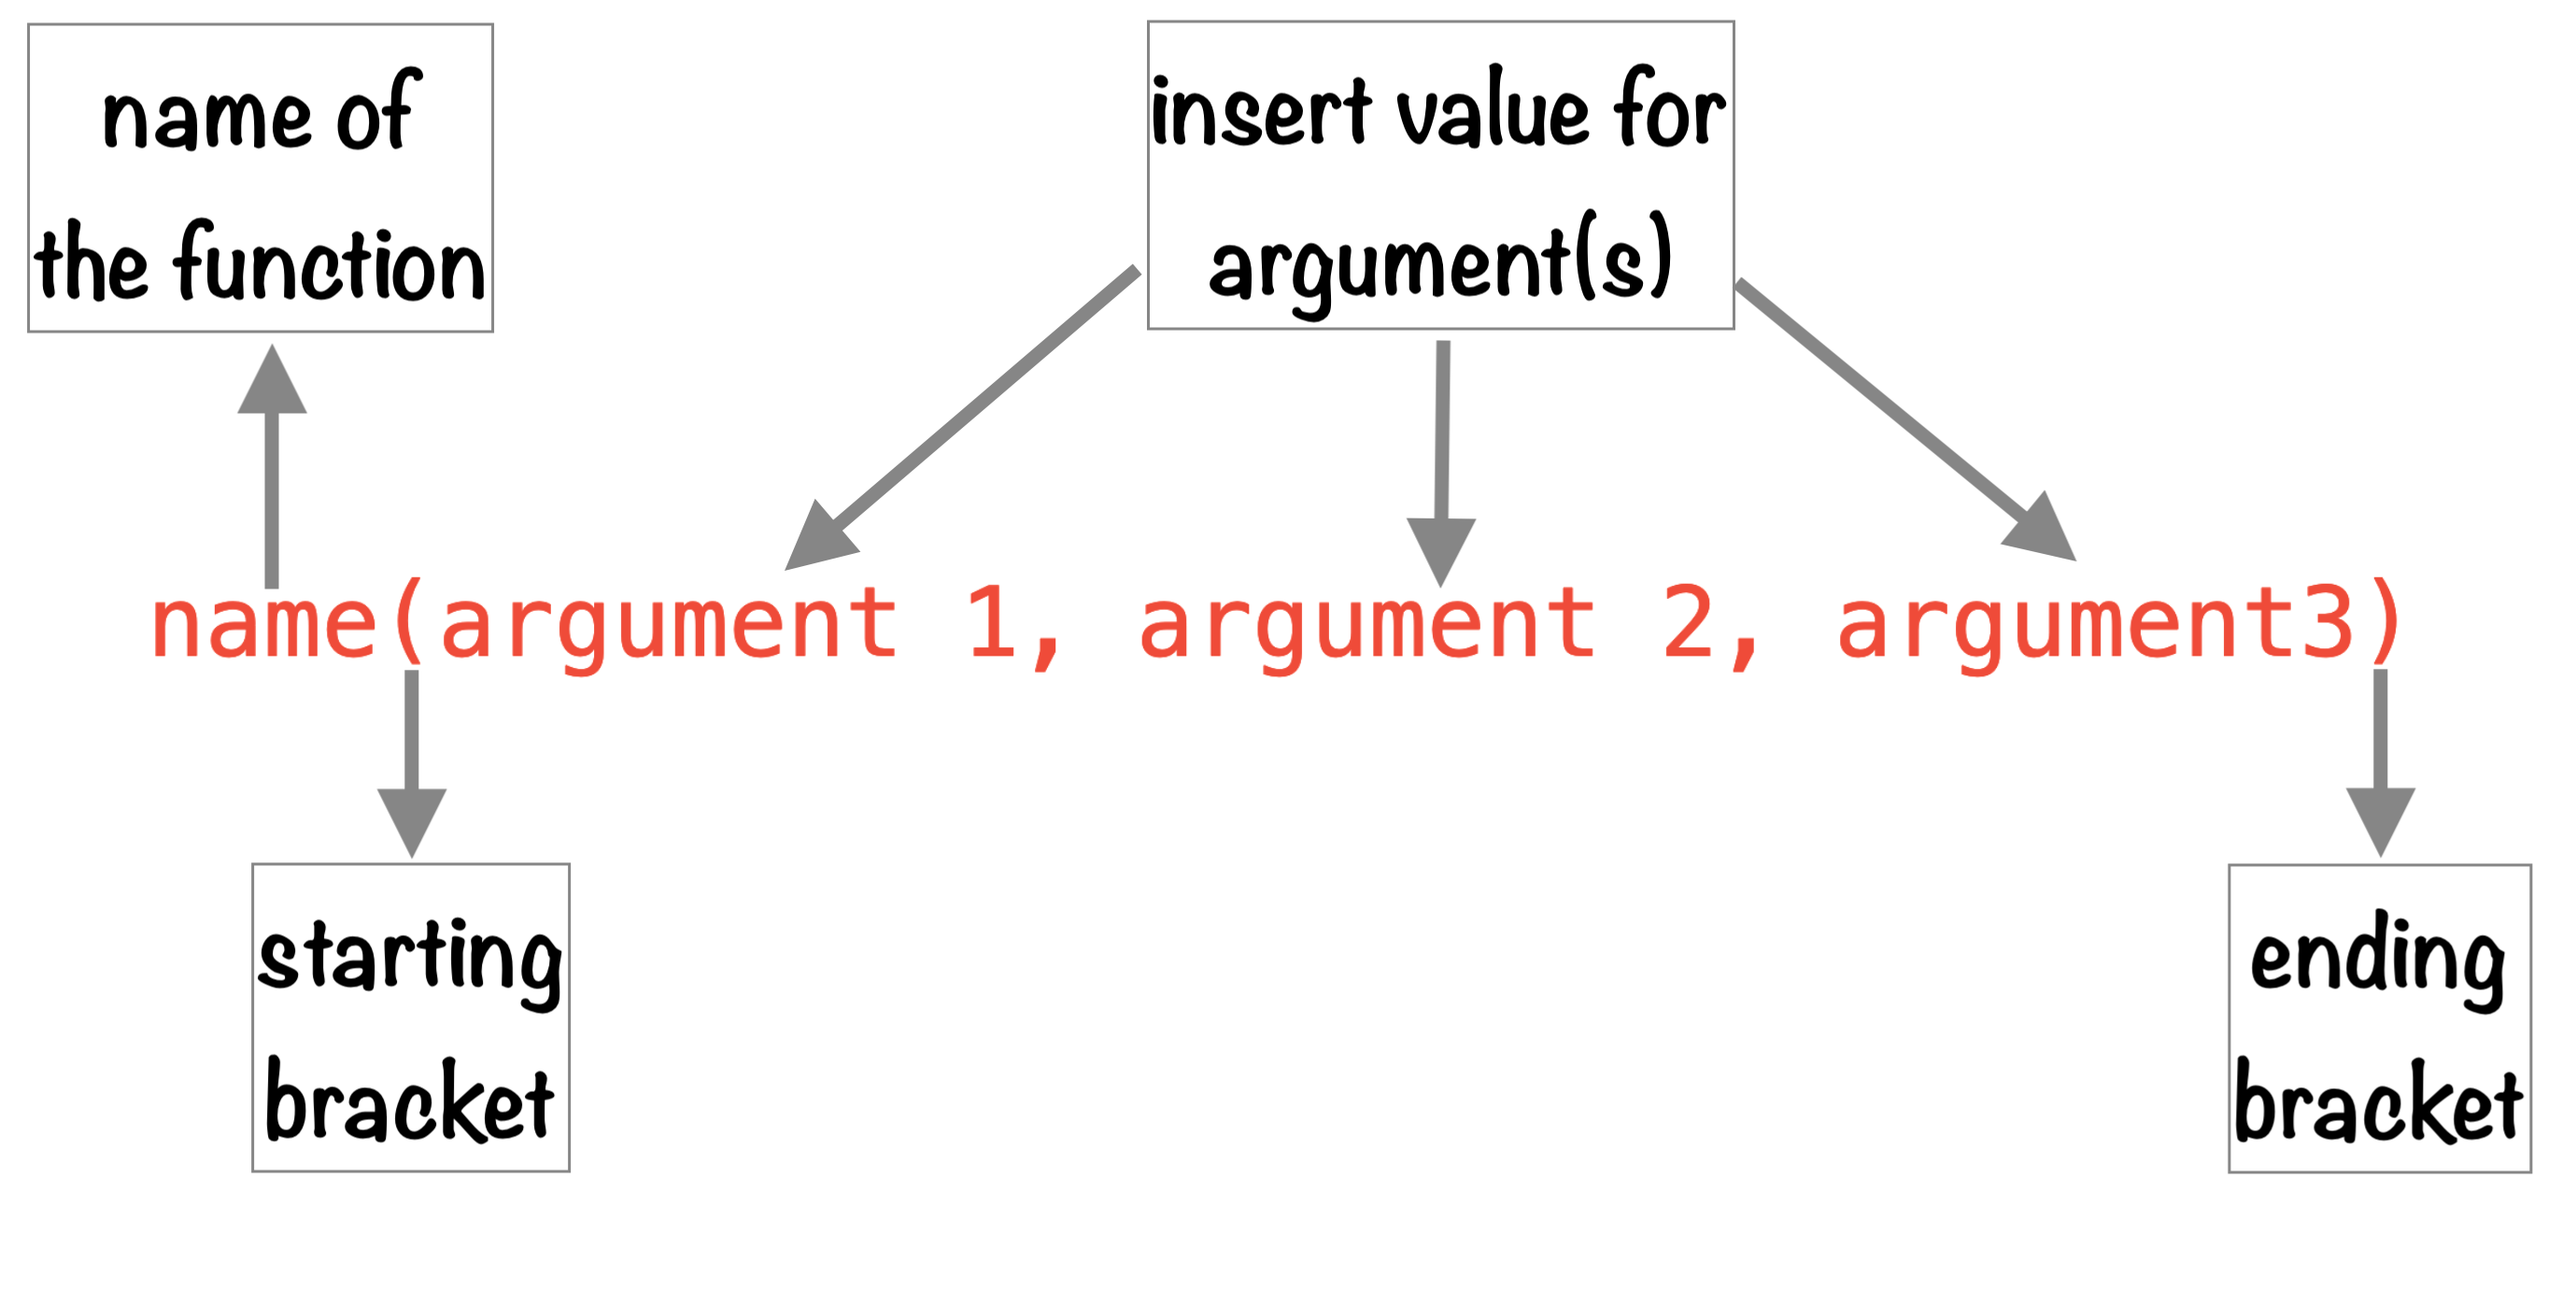 name of
the function
insert value for
argument(s)
name(argument 1, argument 2, argument3)
starting
bracket
ending
bracket